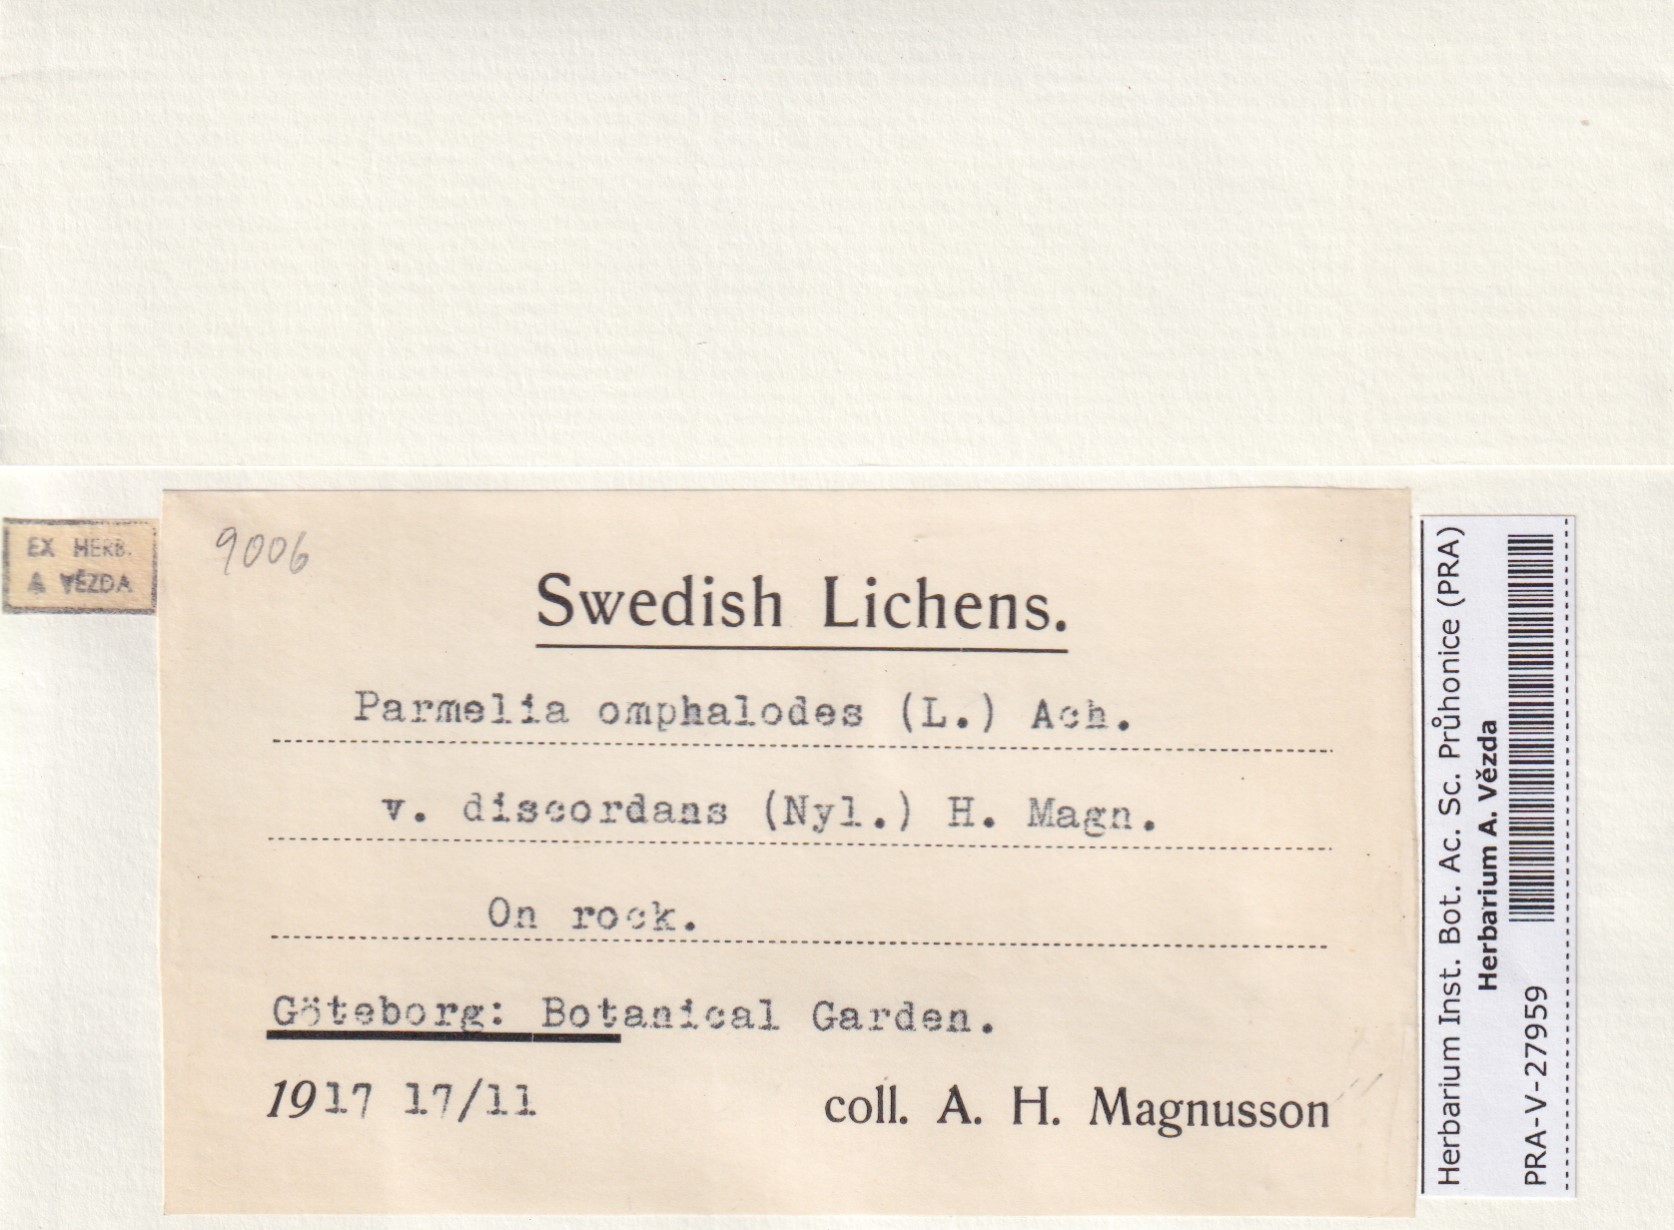 EX HERB.
A VĚZDA
9006
Swedish Lichens.
Parmelia omphalodes (L.) Ach.
v. discordans (Nyl.) H. Magn.
On rock.
Göteborg: Botanical Garden.
1917 17/11
coll. A. H. Magnusson
Herbarium Inst. Bot. Ac. Sc. Průhonice (PRA)
Herbarium A. Vězda
PRA-V-27959